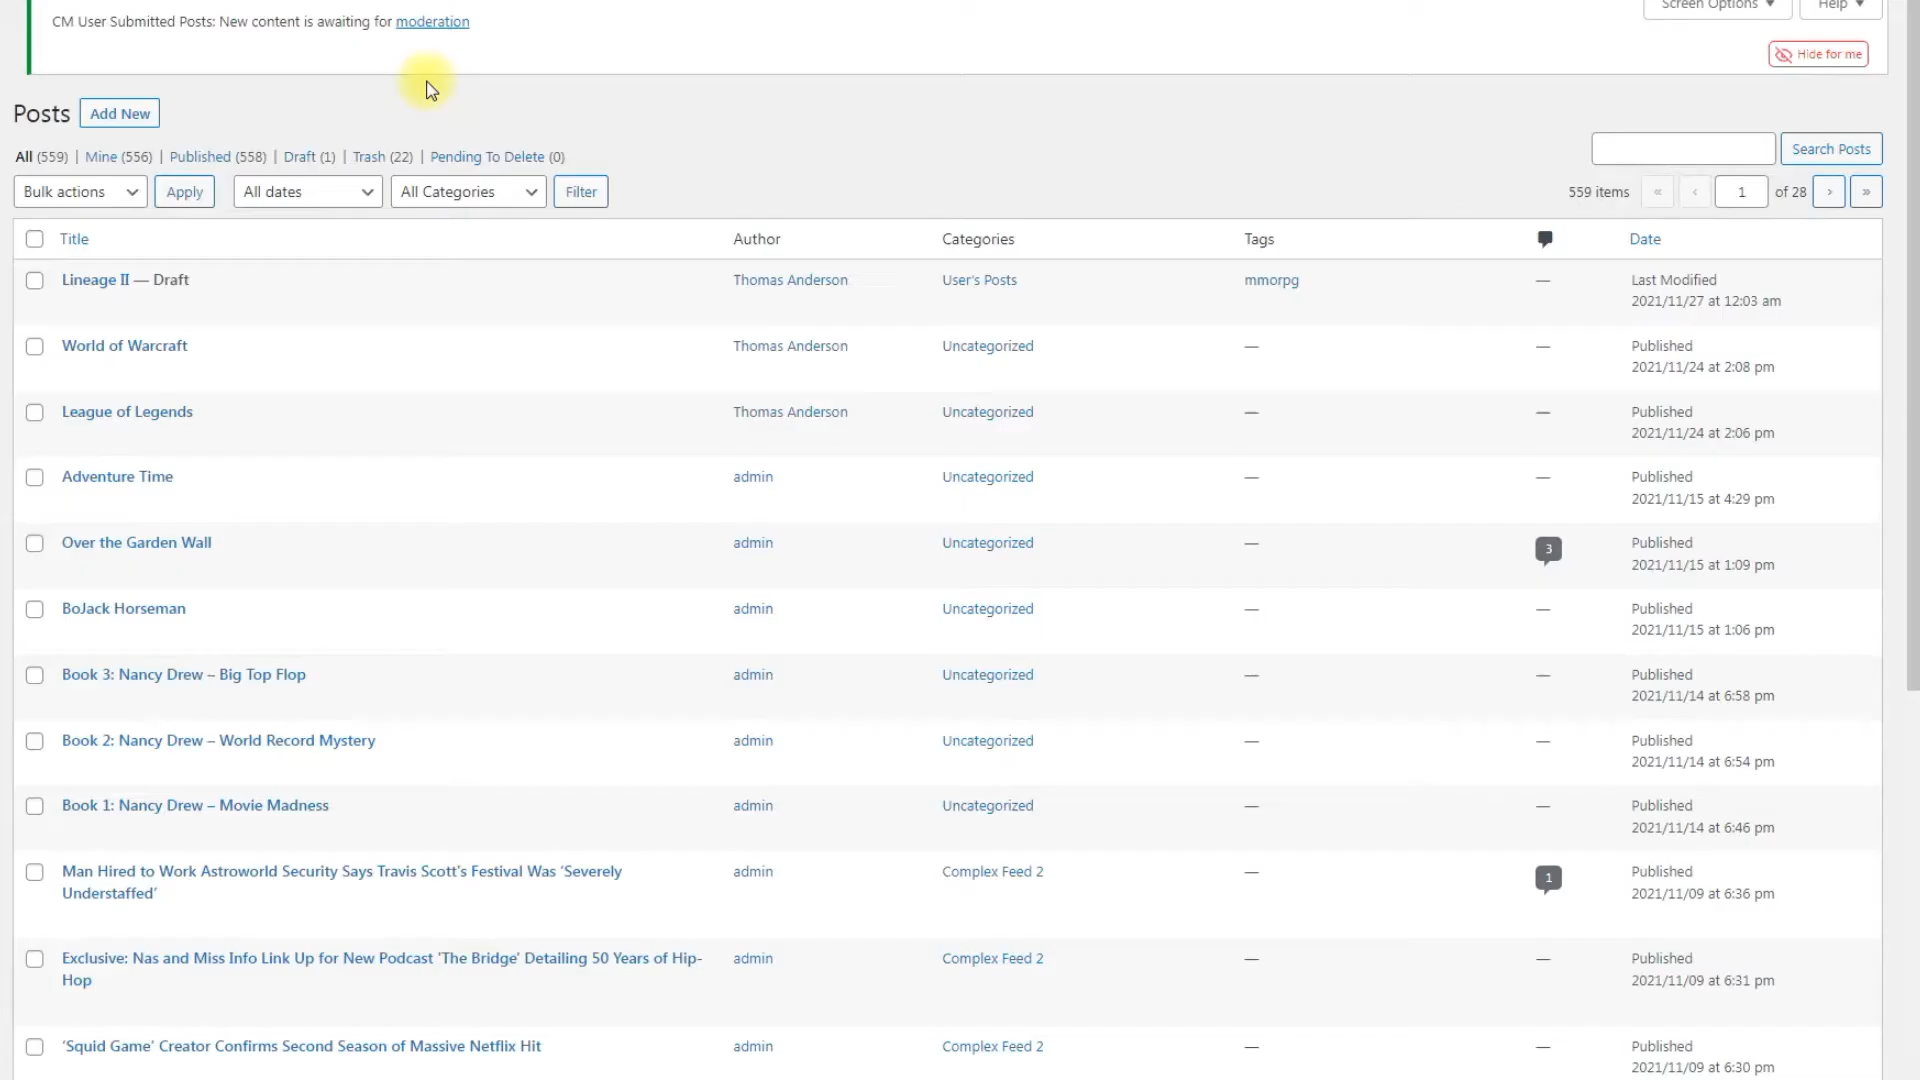 CM User Submitted Posts: New content is awaiting for moderation
Screen Options ▼ Help ▼
Hide for me
Posts Add New
All (559) | Mine (556) | Published (558) | Draft (1) | Trash (22) | Pending To Delete (0)
Search Posts
Bulk actions Apply All dates All Categories Filter
559 items « ‹ 1 of 28 › »
Title Author Categories Tags Date
Lineage II — Draft Thomas Anderson User's Posts mmorpg — Last Modified
2021/11/27 at 12:03 am
World of Warcraft Thomas Anderson Uncategorized — — Published
2021/11/24 at 2:08 pm
League of Legends Thomas Anderson Uncategorized — — Published
2021/11/24 at 2:06 pm
Adventure Time admin Uncategorized — — Published
2021/11/15 at 4:29 pm
Over the Garden Wall admin Uncategorized — 3 Published
2021/11/15 at 1:09 pm
BoJack Horseman admin Uncategorized — — Published
2021/11/15 at 1:06 pm
Book 3: Nancy Drew – Big Top Flop admin Uncategorized — — Published
2021/11/14 at 6:58 pm
Book 2: Nancy Drew – World Record Mystery admin Uncategorized — — Published
2021/11/14 at 6:54 pm
Book 1: Nancy Drew – Movie Madness admin Uncategorized — — Published
2021/11/14 at 6:46 pm
Man Hired to Work Astroworld Security Says Travis Scott's Festival Was ‘Severely admin Complex Feed 2 — 1 Published
Understaffed’ 2021/11/09 at 6:36 pm
Exclusive: Nas and Miss Info Link Up for New Podcast 'The Bridge' Detailing 50 Years of Hip- admin Complex Feed 2 — — Published
Hop 2021/11/09 at 6:31 pm
‘Squid Game’ Creator Confirms Second Season of Massive Netflix Hit admin Complex Feed 2 — — Published
2021/11/09 at 6:30 pm